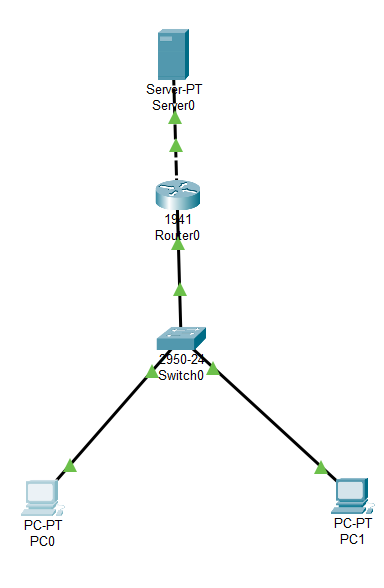 Server-PT
Server0
1941
Router0
2950-24
Switch0
PC-PT
PC0
PC-PT
PC1